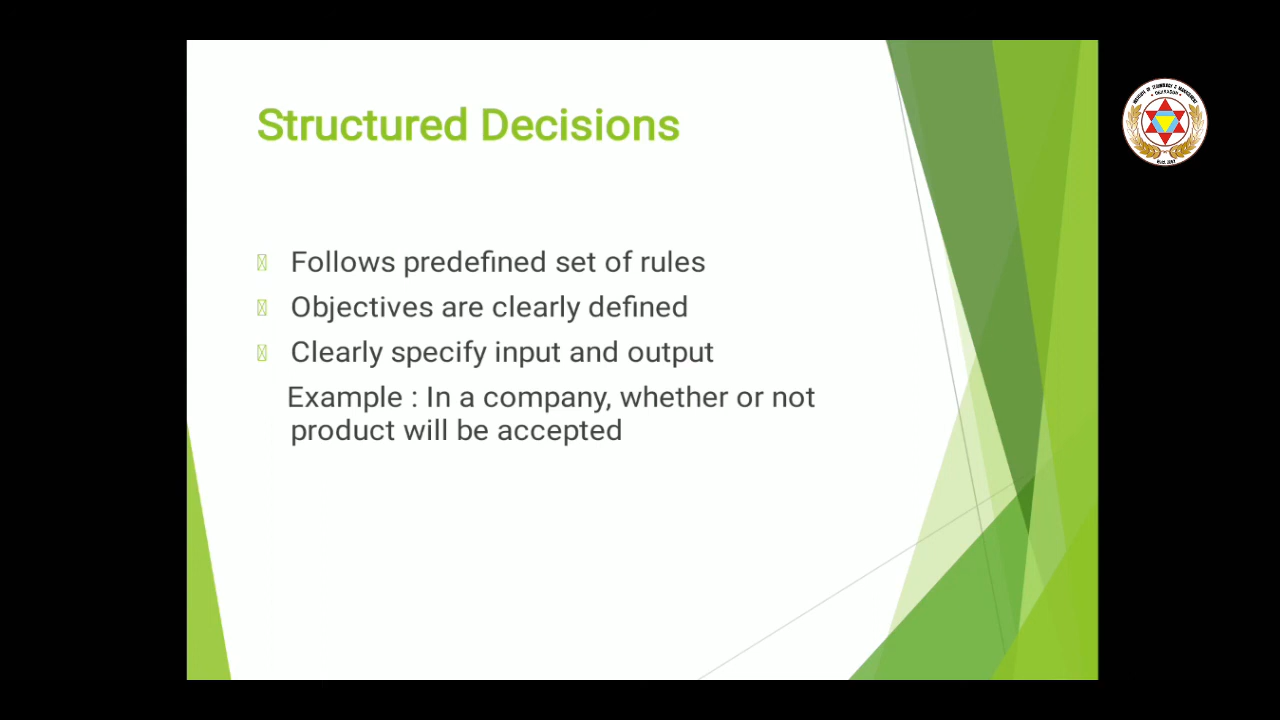 Structured Decisions
Follows predefined set of rules
Objectives are clearly defined
Clearly specify input and output
Example : In a company, whether or not
product will be accepted